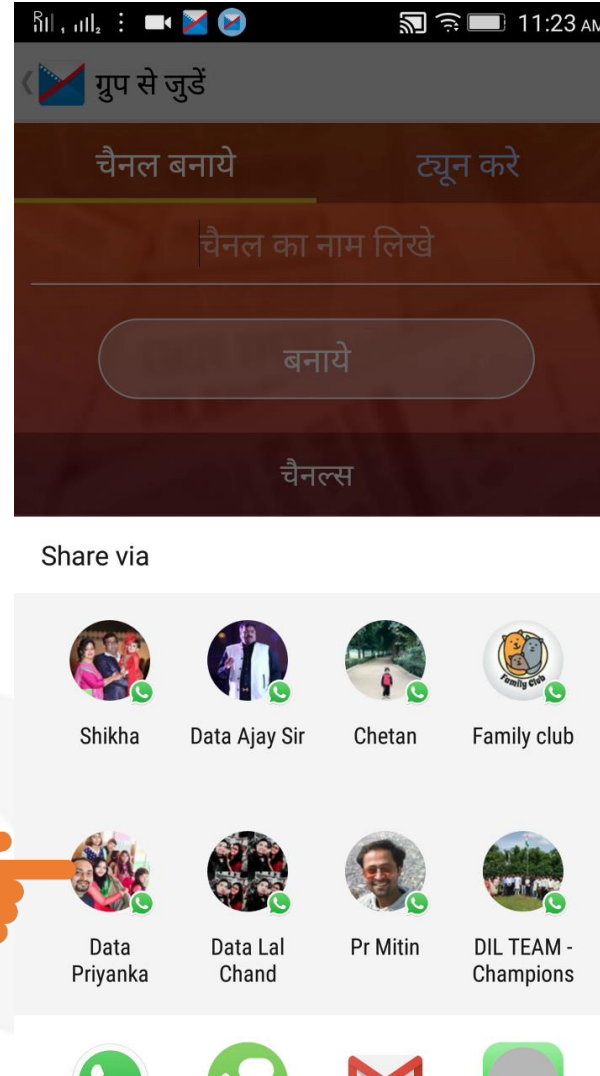 11:23 AM
ग्रुप से जुडें
चैनल बनाये
ट्यून करे
चैनल का नाम लिखे
बनाये
चैनल्स
Share via
Shikha
Data Ajay Sir
Chetan
Family club
Family Club
Data Priyanka
Data Lal Chand
Pr Mitin
DIL TEAM - Champions